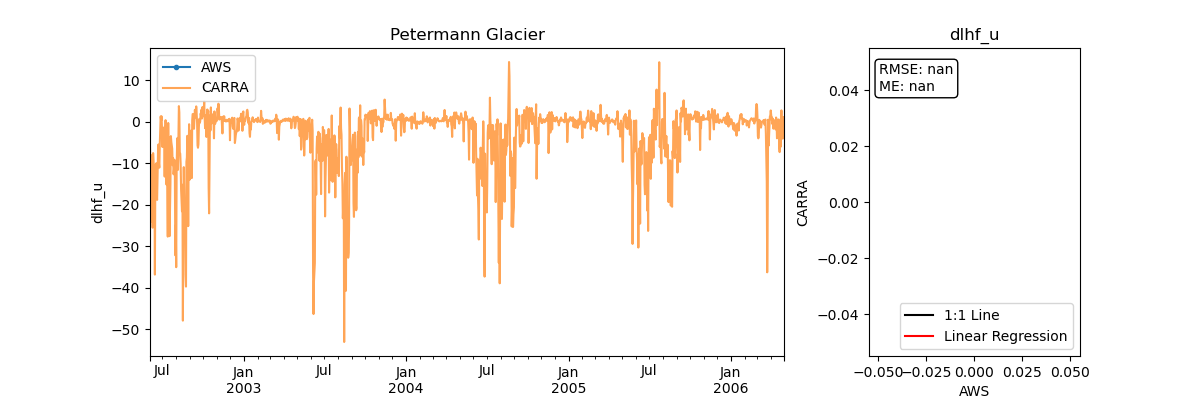 Petermann Glacier
AWS
CARRA
dlhf_u
10
0
−10
−20
−30
−40
−50
Jul
Jan
2003
Jul
Jan
2004
Jul
Jan
2005
Jul
Jan
2006
dlhf_u
RMSE: nan
ME: nan
CARRA
0.04
0.02
0.00
−0.02
−0.04
1:1 Line
Linear Regression
−0.050
−0.025
0.000
0.025
0.050
AWS